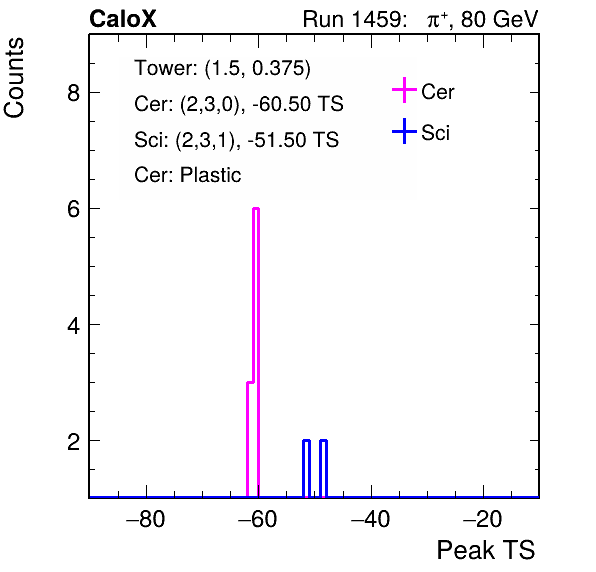 CaloX Run 1459: π⁺, 80 GeV
Counts
Tower: (1.5, 0.375)
Cer: (2,3,0), -60.50 TS
Sci: (2,3,1), -51.50 TS
Cer: Plastic
Cer
Sci
8
6
4
2
−80 −60 −40 −20
Peak TS